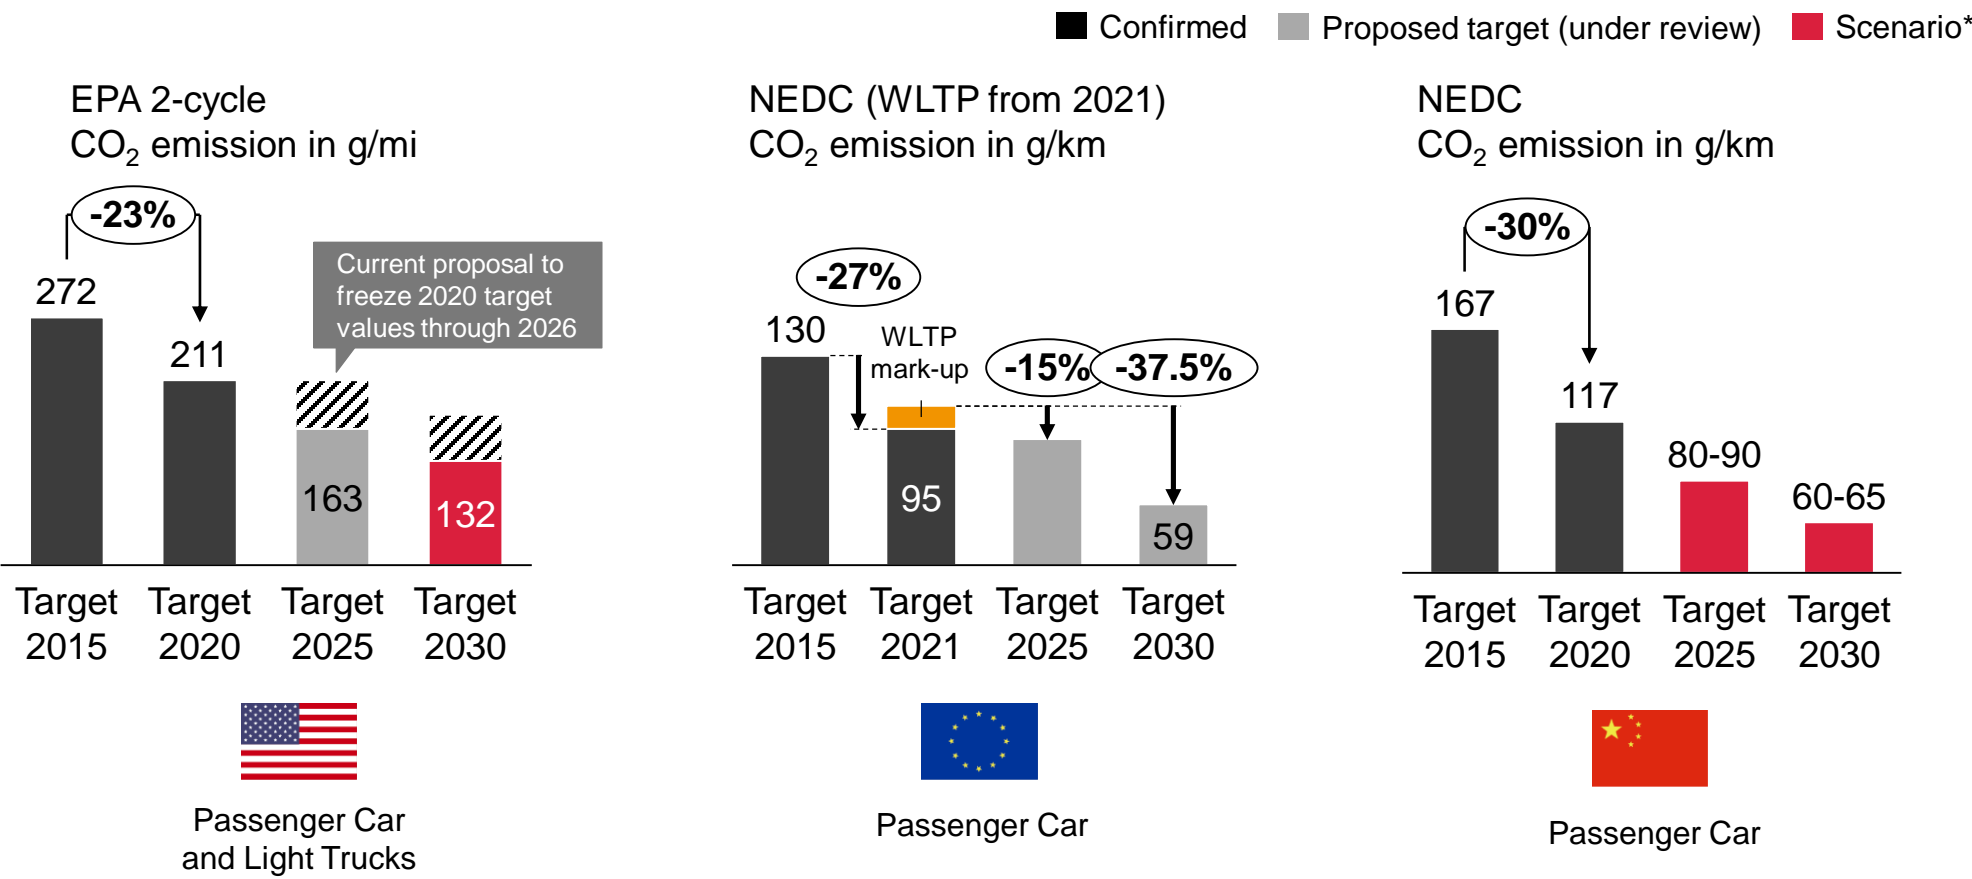 Confirmed
Proposed target (under review)
Scenario*
EPA 2-cycle
CO₂ emission in g/mi
-23%
272
211
Current proposal to
freeze 2020 target
values through 2026
163
132
Target 2015
Target 2020
Target 2025
Target 2030
Passenger Car
and Light Trucks
NEDC (WLTP from 2021)
CO₂ emission in g/km
-27%
130
WLTP
mark-up
-15%
-37.5%
95
59
Target 2015
Target 2021
Target 2025
Target 2030
Passenger Car
NEDC
CO₂ emission in g/km
-30%
167
117
80-90
60-65
Target 2015
Target 2020
Target 2025
Target 2030
Passenger Car